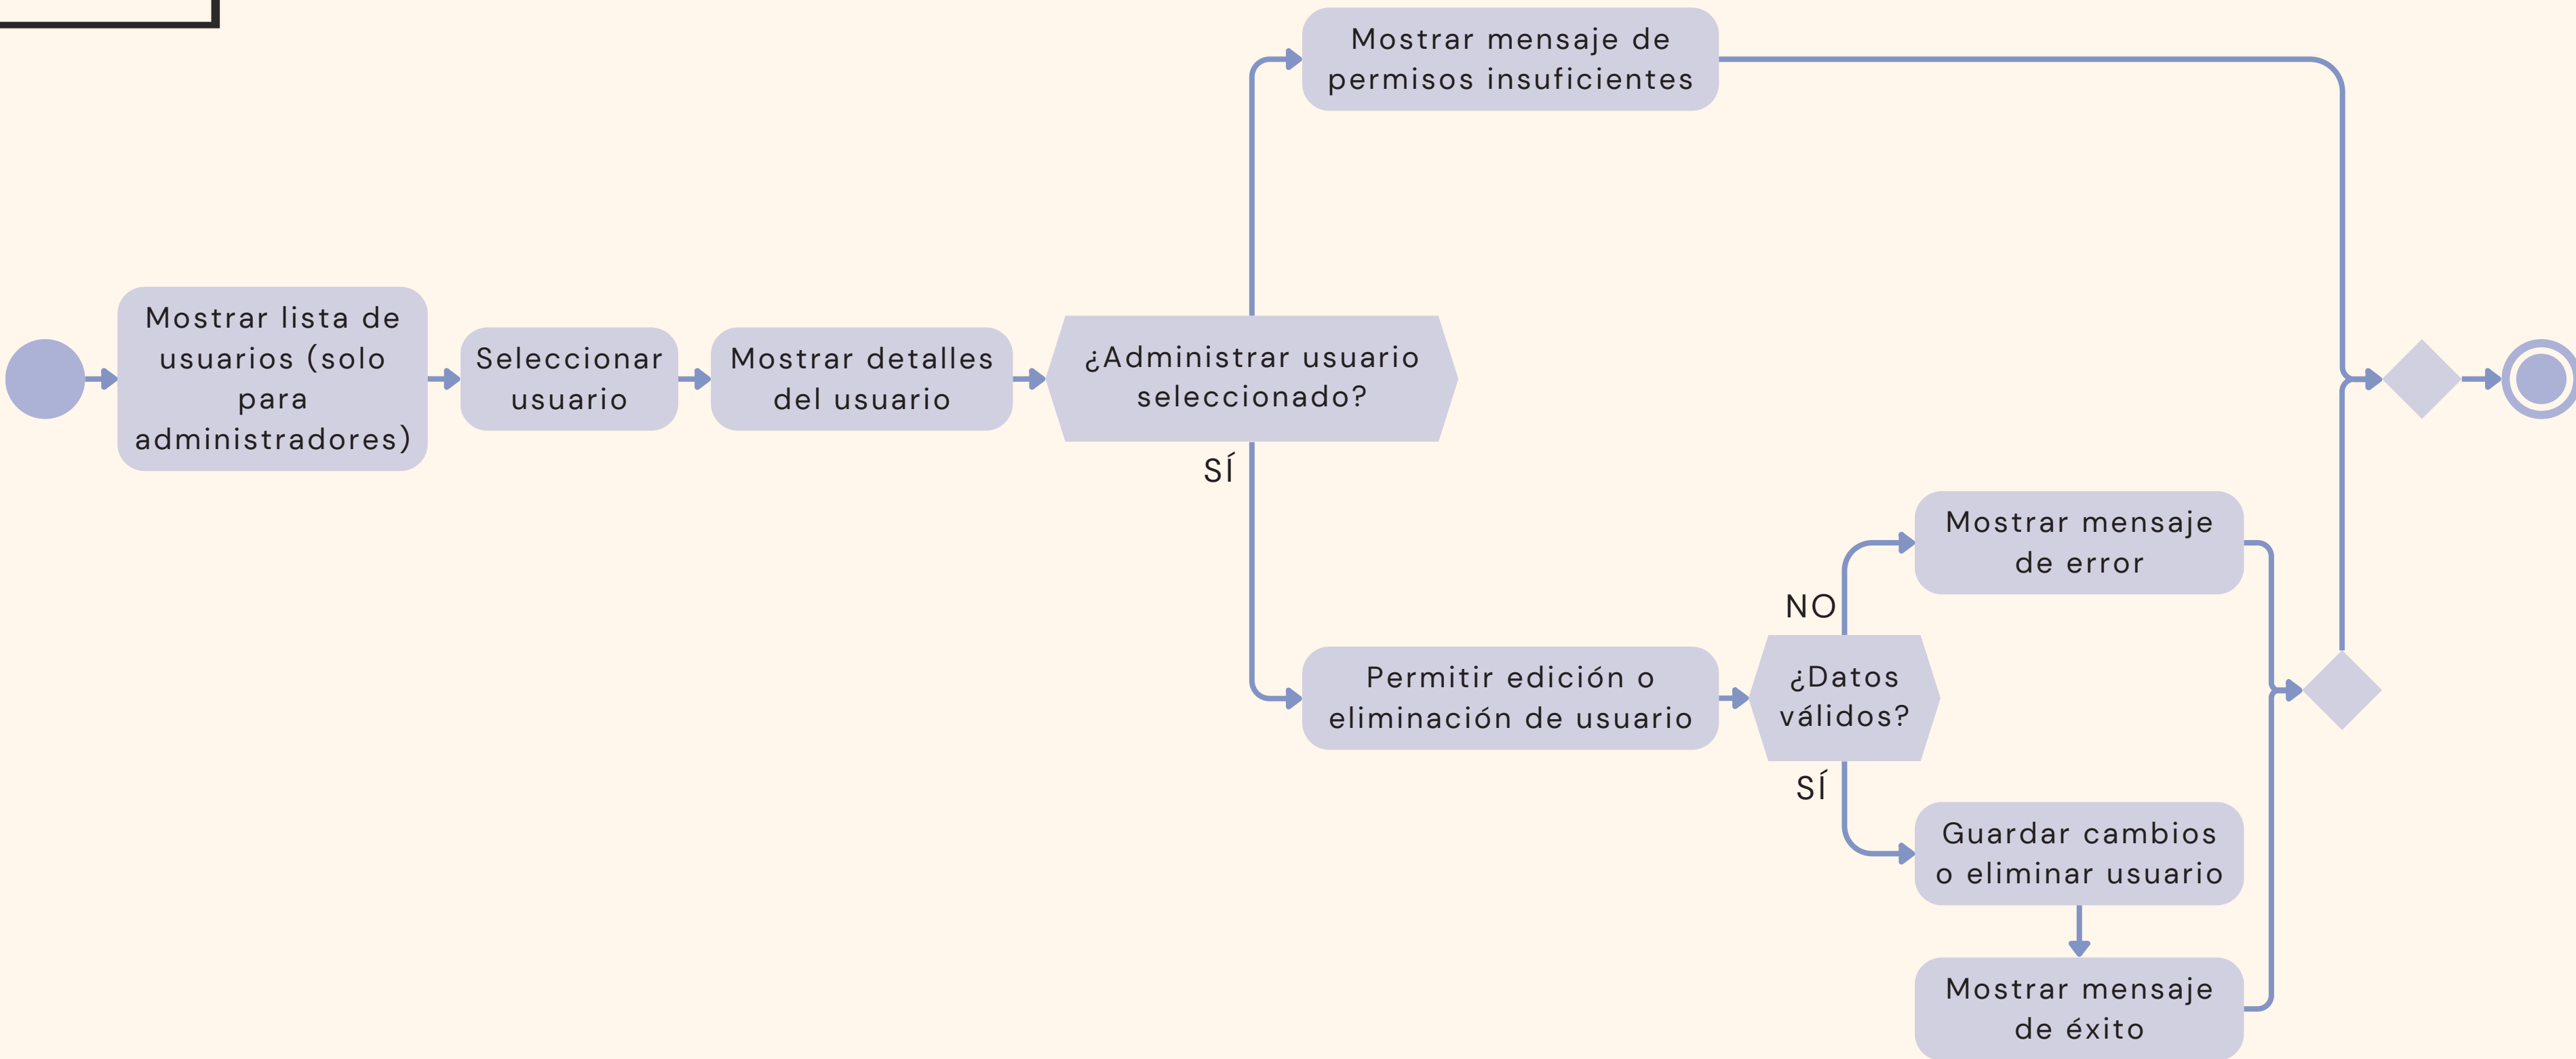 Mostrar mensaje de
permisos insuficientes
Mostrar lista de
usuarios (solo
para
administradores)
Seleccionar
usuario
Mostrar detalles
del usuario
¿Administrar usuario
seleccionado?
SÍ
Permitir edición o
eliminación de usuario
¿Datos
válidos?
NO
Mostrar mensaje
de error
SÍ
Guardar cambios
o eliminar usuario
Mostrar mensaje
de éxito